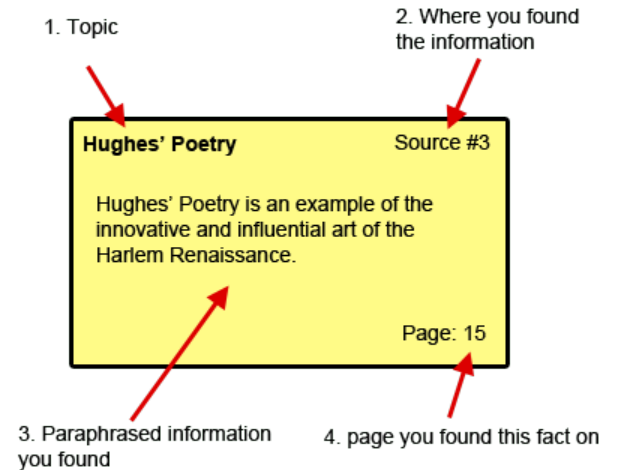 1. Topic
2. Where you found
the information
Hughes' Poetry
Source #3
Hughes' Poetry is an example of the
innovative and influential art of the
Harlem Renaissance.
Page: 15
3. Paraphrased information
you found
4. page you found this fact on